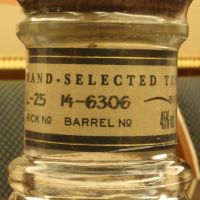 HAND-SELECTED
L-25 14-6306
RICK Nº BARREL Nº